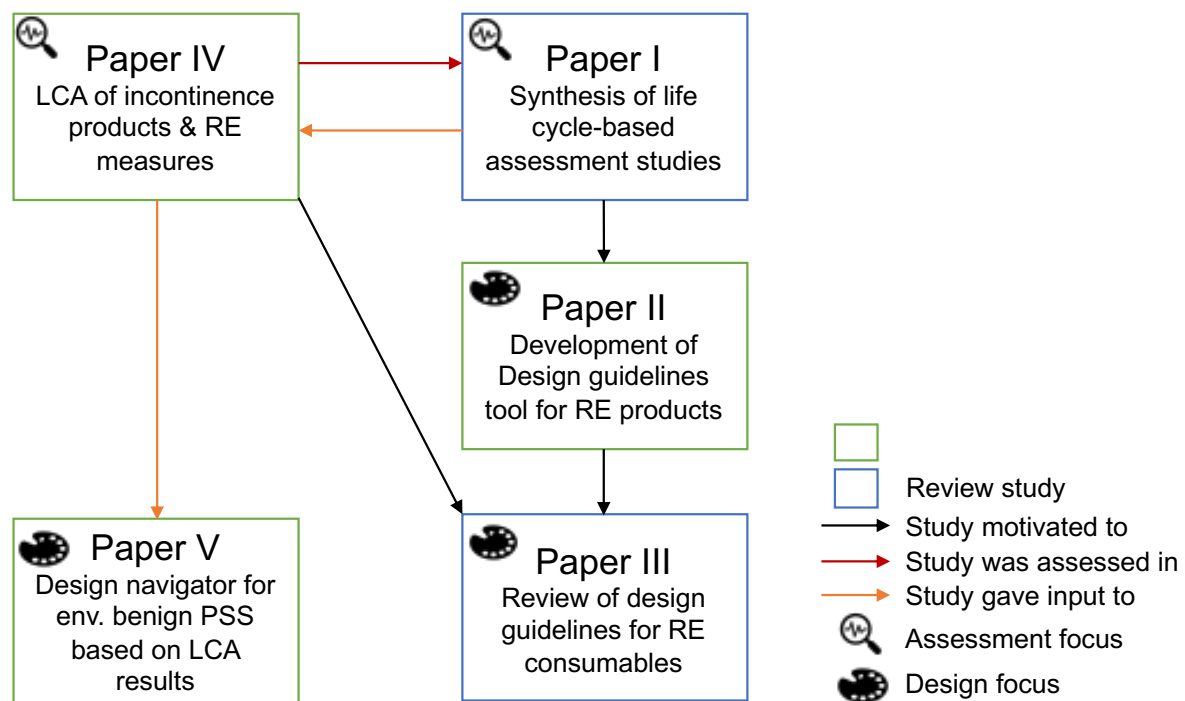 Paper IV
LCA of incontinence
products & RE
measures
Paper I
Synthesis of life
cycle-based
assessment studies
Paper II
Development of
Design guidelines
tool for RE products
Paper V
Design navigator for
env. benign PSS
based on LCA
results
Paper III
Review of design
guidelines for RE
consumables
Review study
Study motivated to
Study was assessed in
Study gave input to
Assessment focus
Design focus